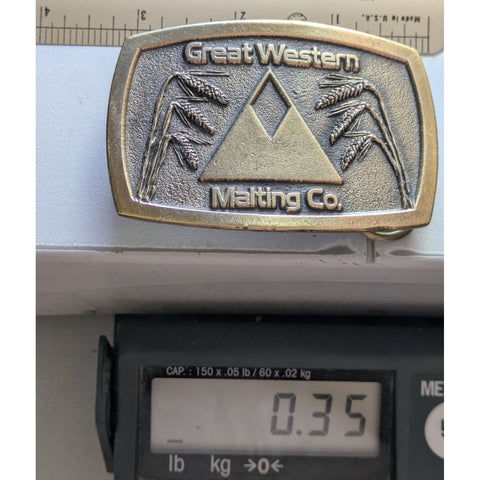 4 3 2 1
Made in U.S.A.
Great Western
Malting Co.
CAP. : 150 x .05 lb / 60 x .02 kg
0.35
lb kg →0←
ME